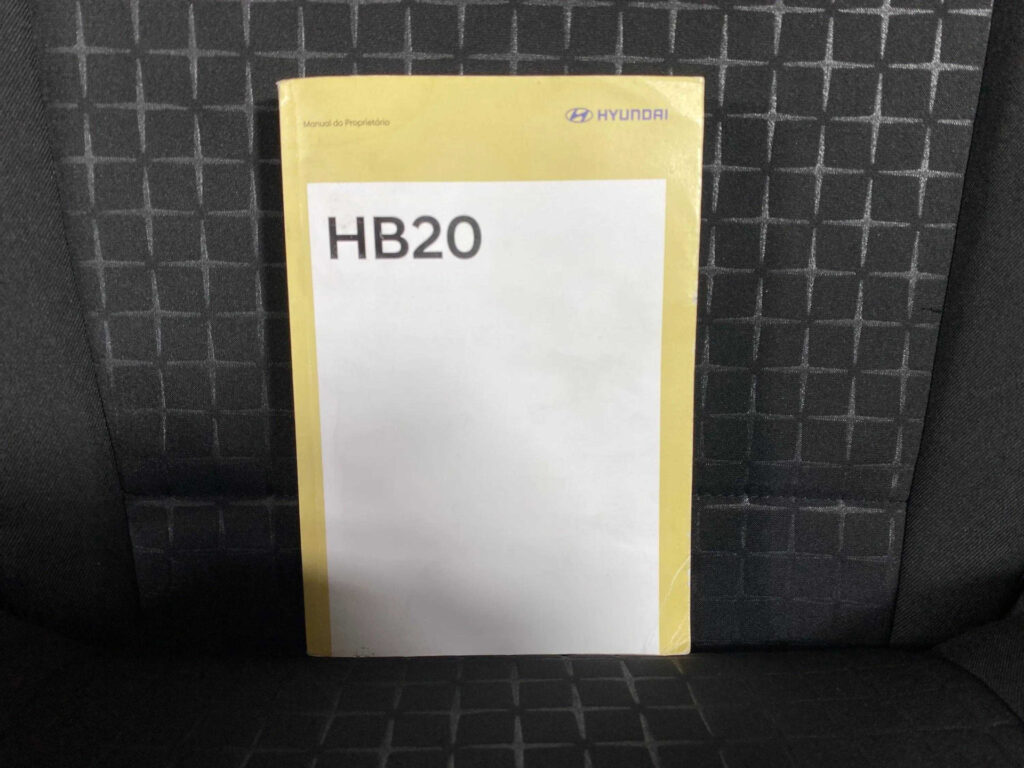 Manual do Proprietário
HYUNDAI
HB20